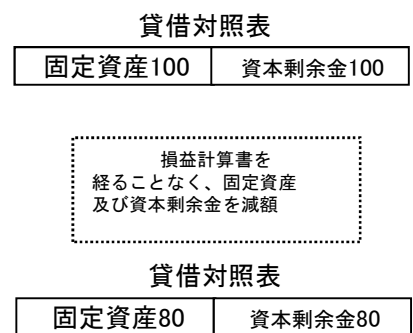 貸借対照表
固定資産100 資本剰余金100
損益計算書を
経ることなく、固定資産
及び資本剰余金を減額
貸借対照表
固定資産80 資本剰余金80